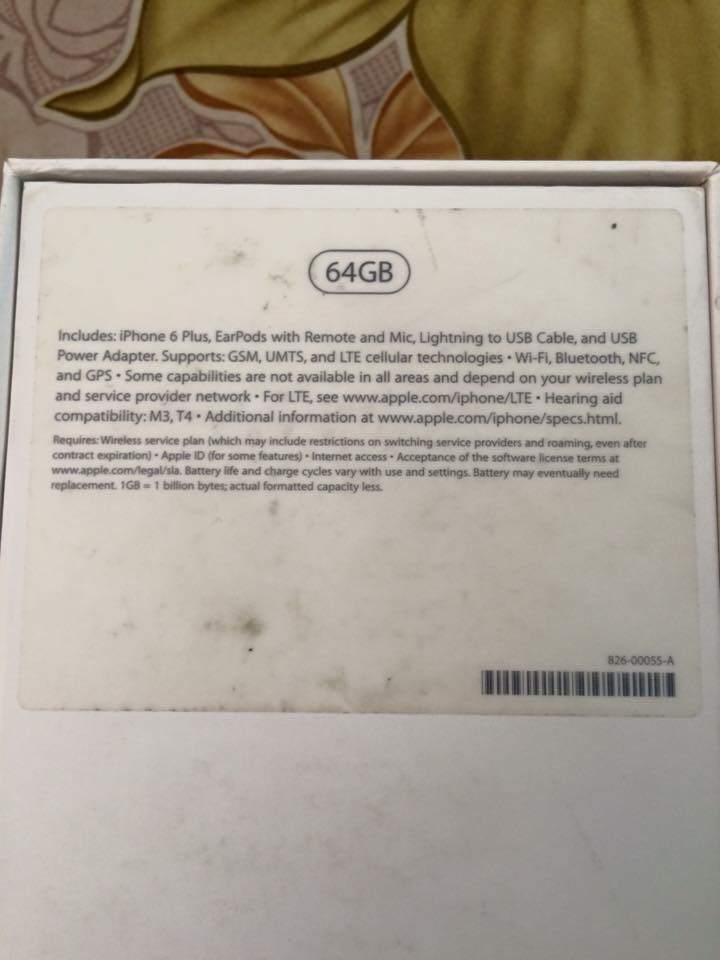 64GB
Includes: iPhone 6 Plus, EarPods with Remote and Mic, Lightning to USB Cable, and USB
Power Adapter. Supports: GSM, UMTS, and LTE cellular technologies • Wi-Fi, Bluetooth, NFC,
and GPS • Some capabilities are not available in all areas and depend on your wireless plan
and service provider network • For LTE, see www.apple.com/iphone/LTE • Hearing aid
compatibility: M3, T4 • Additional information at www.apple.com/iphone/specs.html.
Requires: Wireless service plan (which may include restrictions on switching service providers and roaming, even after
contract expiration) • Apple ID (for some features) • Internet access • Acceptance of the software license terms at
www.apple.com/legal/sla. Battery life and charge cycles vary with use and settings. Battery may eventually need
replacement. 1GB = 1 billion bytes; actual formatted capacity less.
826-00055-A